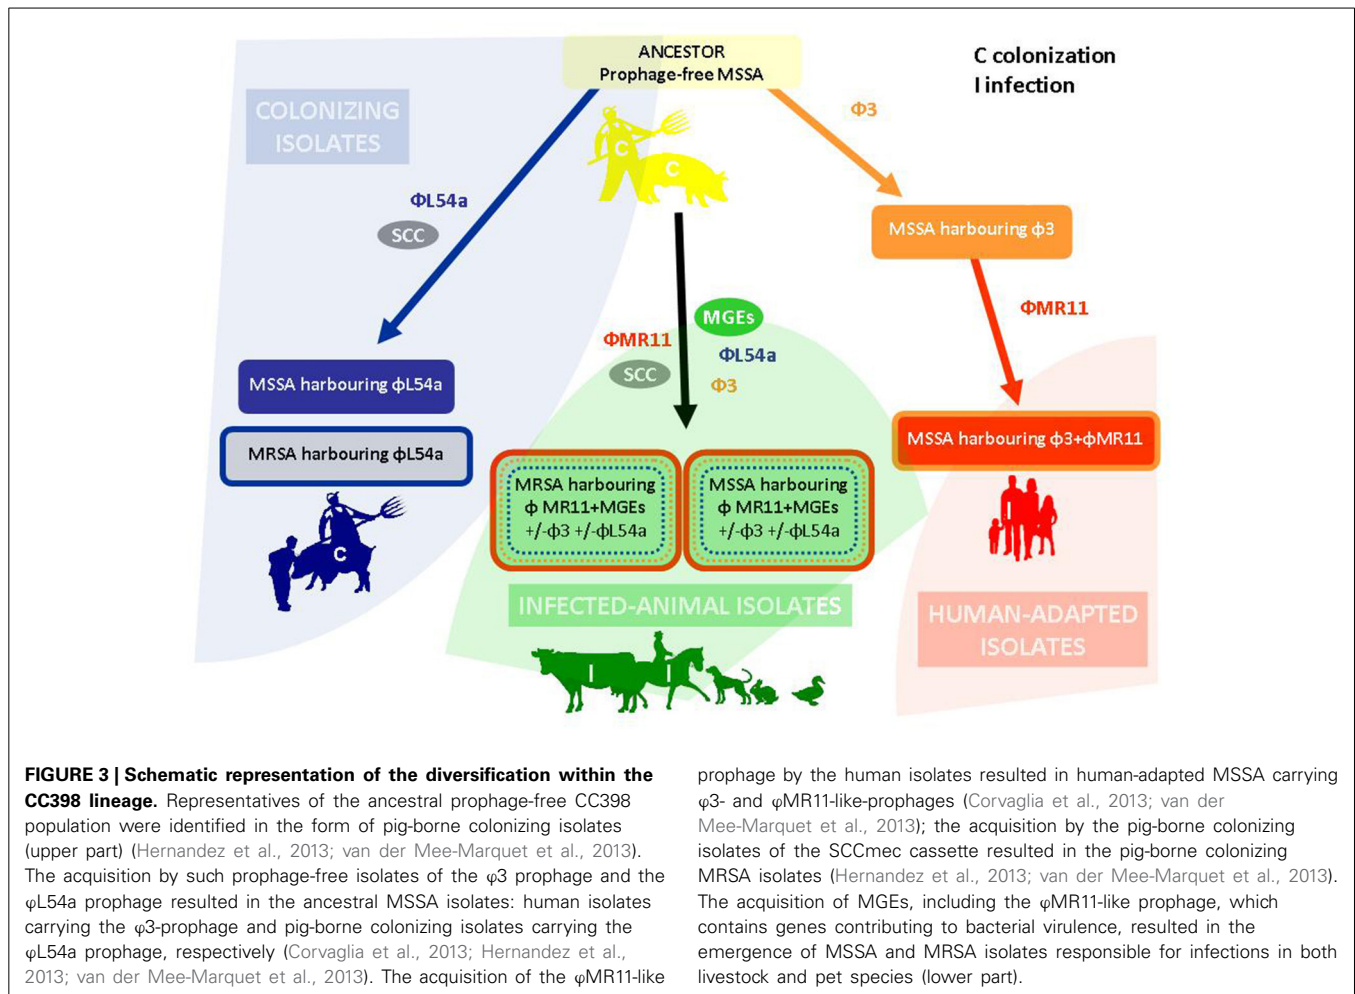 ANCESTOR
Prophage-free MSSA
C colonization
I infection
COLONIZING
ISOLATES
Φ3
C
C
ΦL54a
SCC
MSSA harbouring ϕ3
MGEs
ΦMR11
ΦMR11
ΦL54a
SCC
Φ3
MSSA harbouring ϕL54a
MRSA harbouring ϕL54a
MSSA harbouring ϕ3+ϕMR11
MRSA harbouring
ϕ MR11+MGEs
+/-ϕ3 +/-ϕL54a
MSSA harbouring
ϕ MR11+MGEs
+/-ϕ3 +/-ϕL54a
I
C
INFECTED-ANIMAL ISOLATES
HUMAN-ADAPTED
ISOLATES
I
I
FIGURE 3 | Schematic representation of the diversification within the
CC398 lineage. Representatives of the ancestral prophage-free CC398
population were identified in the form of pig-borne colonizing isolates
(upper part) (Hernandez et al., 2013; van der Mee-Marquet et al., 2013).
The acquisition by such prophage-free isolates of the φ3 prophage and the
φL54a prophage resulted in the ancestral MSSA isolates: human isolates
carrying the φ3-prophage and pig-borne colonizing isolates carrying the
φL54a prophage, respectively (Corvaglia et al., 2013; Hernandez et al.,
2013; van der Mee-Marquet et al., 2013). The acquisition of the φMR11-like
prophage by the human isolates resulted in human-adapted MSSA carrying
φ3- and φMR11-like-prophages (Corvaglia et al., 2013; van der
Mee-Marquet et al., 2013); the acquisition by the pig-borne colonizing
isolates of the SCCmec cassette resulted in the pig-borne colonizing
MRSA isolates (Hernandez et al., 2013; van der Mee-Marquet et al., 2013).
The acquisition of MGEs, including the φMR11-like prophage, which
contains genes contributing to bacterial virulence, resulted in the
emergence of MSSA and MRSA isolates responsible for infections in both
livestock and pet species (lower part).